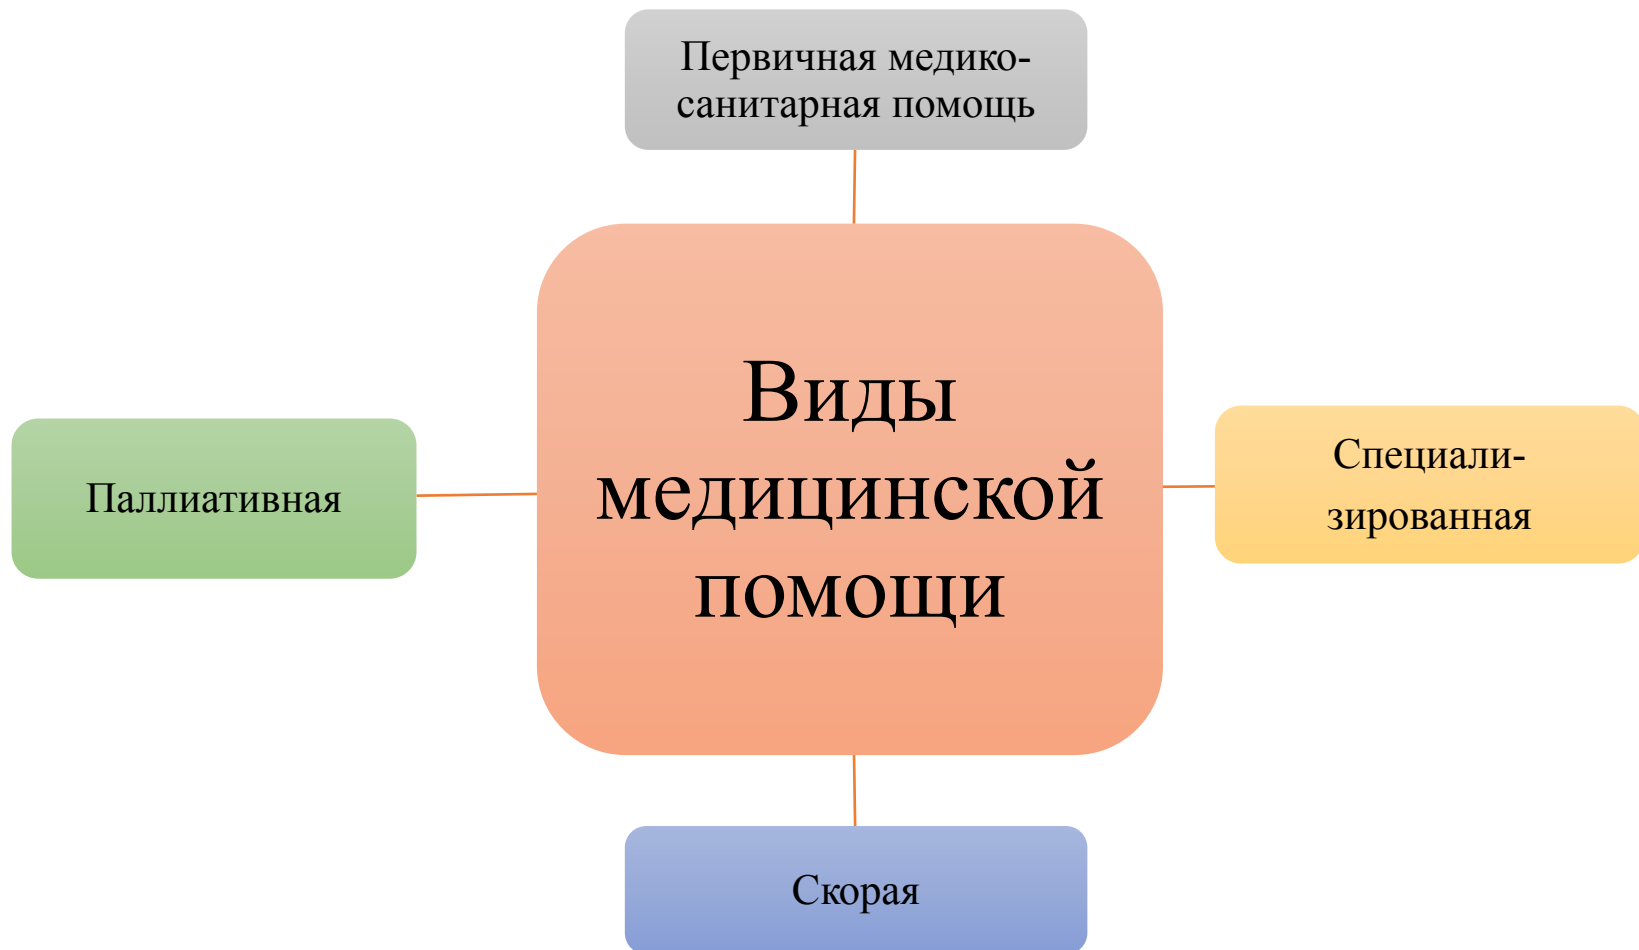 Первичная медико-
санитарная помощь
Виды
медицинской
помощи
Паллиативная
Специали-
зированная
Скорая